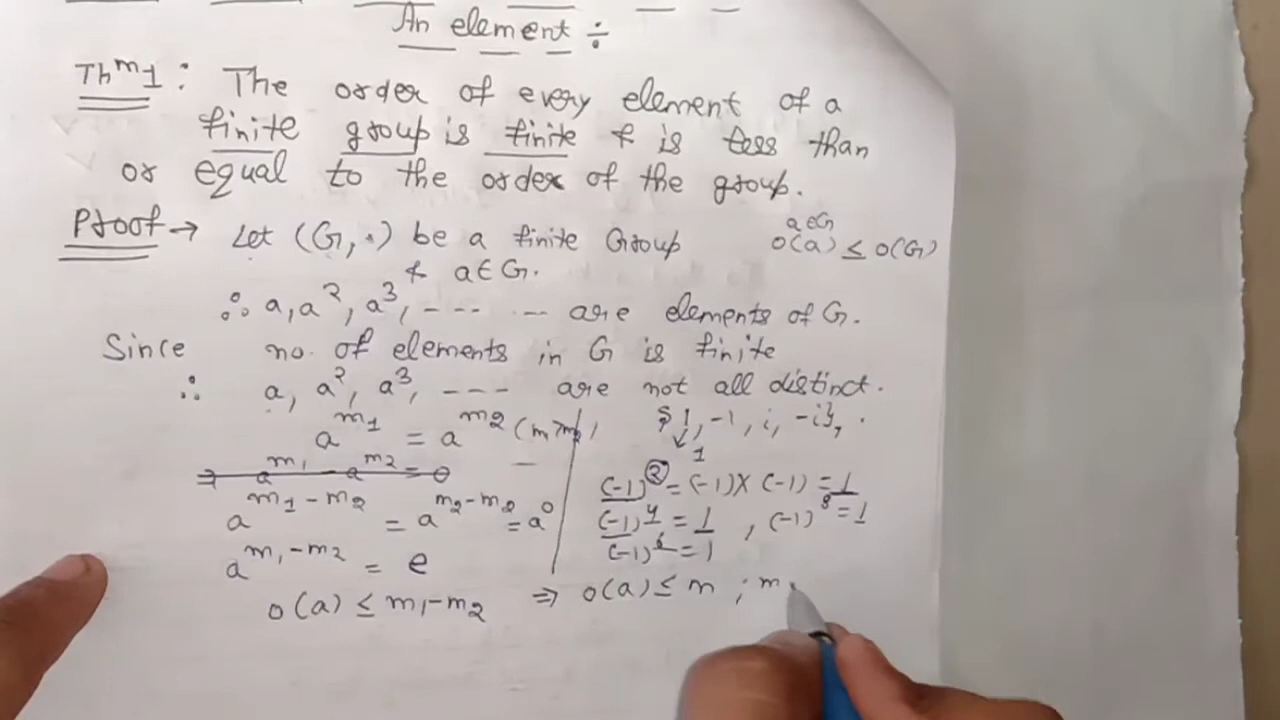 An element ÷
Thᵐ1 : The order of every element of a
finite group is finite & is less than
or equal to the order of the group.
Proof → Let (G, ·) be a finite Group
& a∈G.
a∈G
o(a) ≤ o(G)
∴ a, a², a³, --- --- are elements of G.
Since no. of elements in G is finite
∴ a, a², a³, ---- are not all distinct.
a^m1 = a^m2 (m1>m2)
⇒ a^m1 - a^m2 = 0
a^m1-m2 = a^m2-m2 = a^0
a^m1-m2 = e
o(a) ≤ m1-m2 ⇒ o(a) ≤ m ; m
{1, -1, i, -i}, .
1
(-1)^2 = (-1) X (-1) = 1
(-1)^4 = 1 , (-1)^8 = 1
(-1)^6 = 1